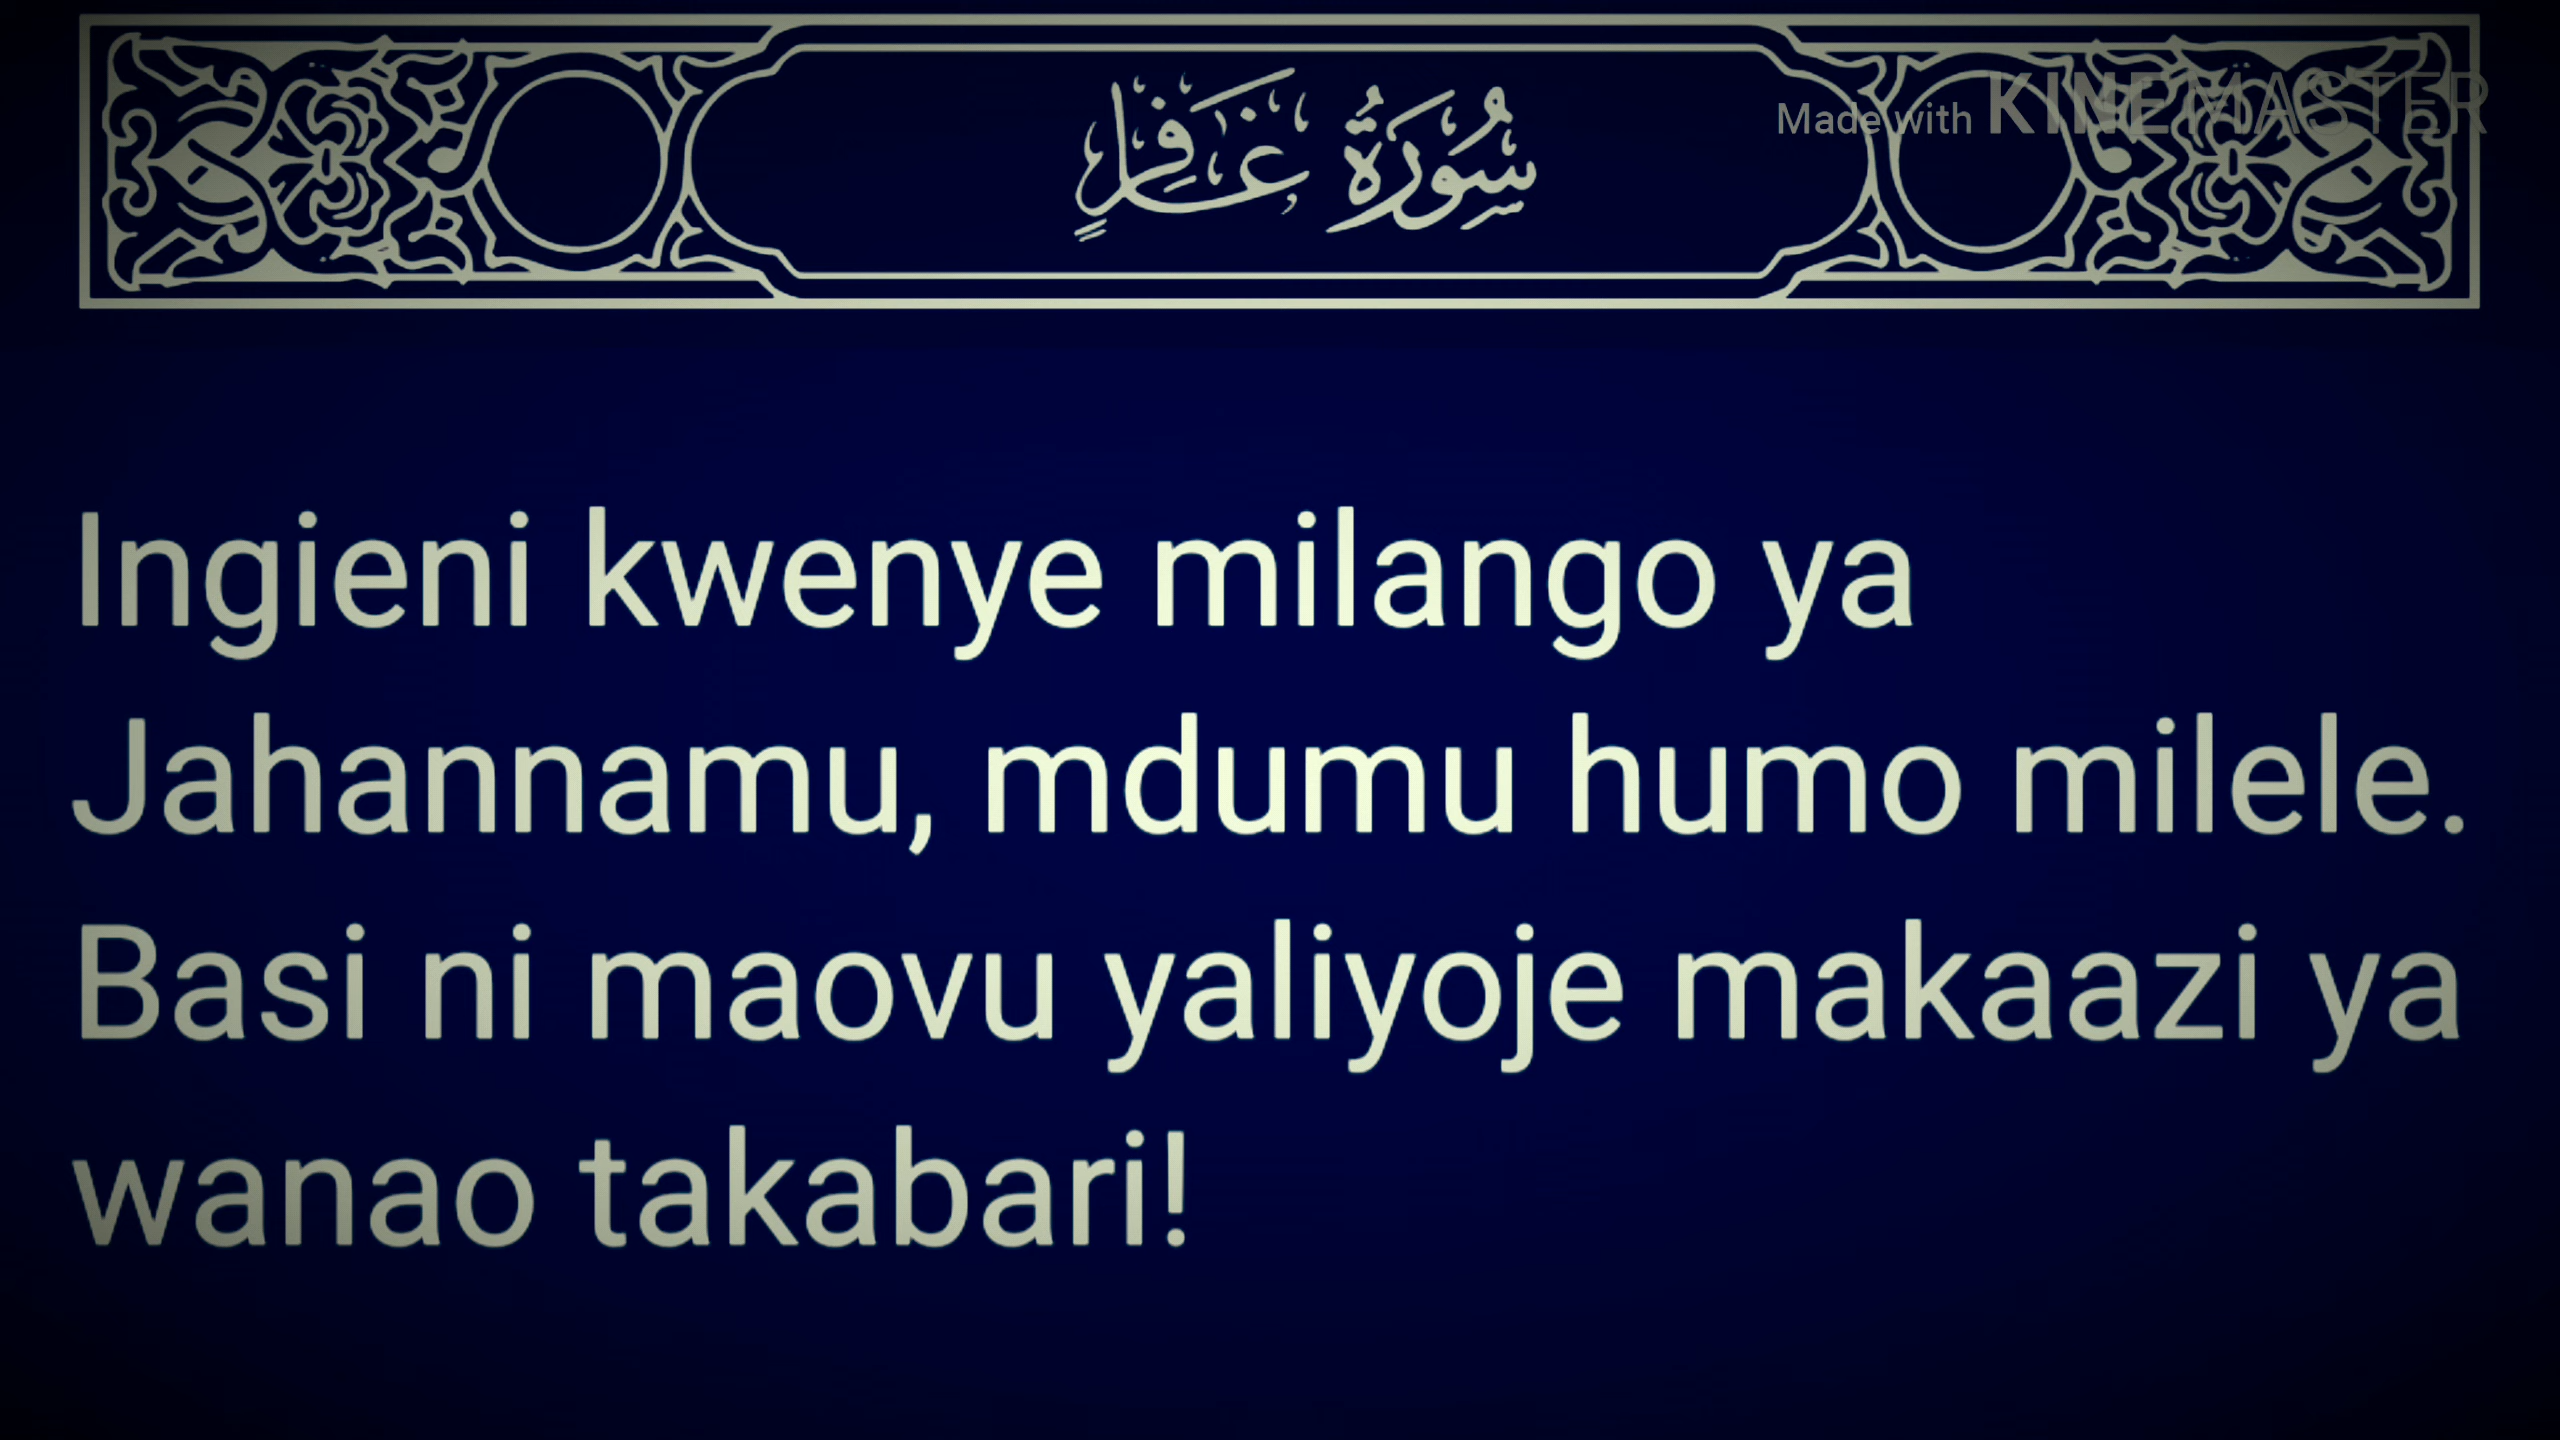 سُورَةُ غَافِرٍ
Made with KINEMASTER
Ingieni kwenye milango ya
Jahannamu, mdumu humo milele.
Basi ni maovu yaliyoje makaazi ya
wanao takabari!